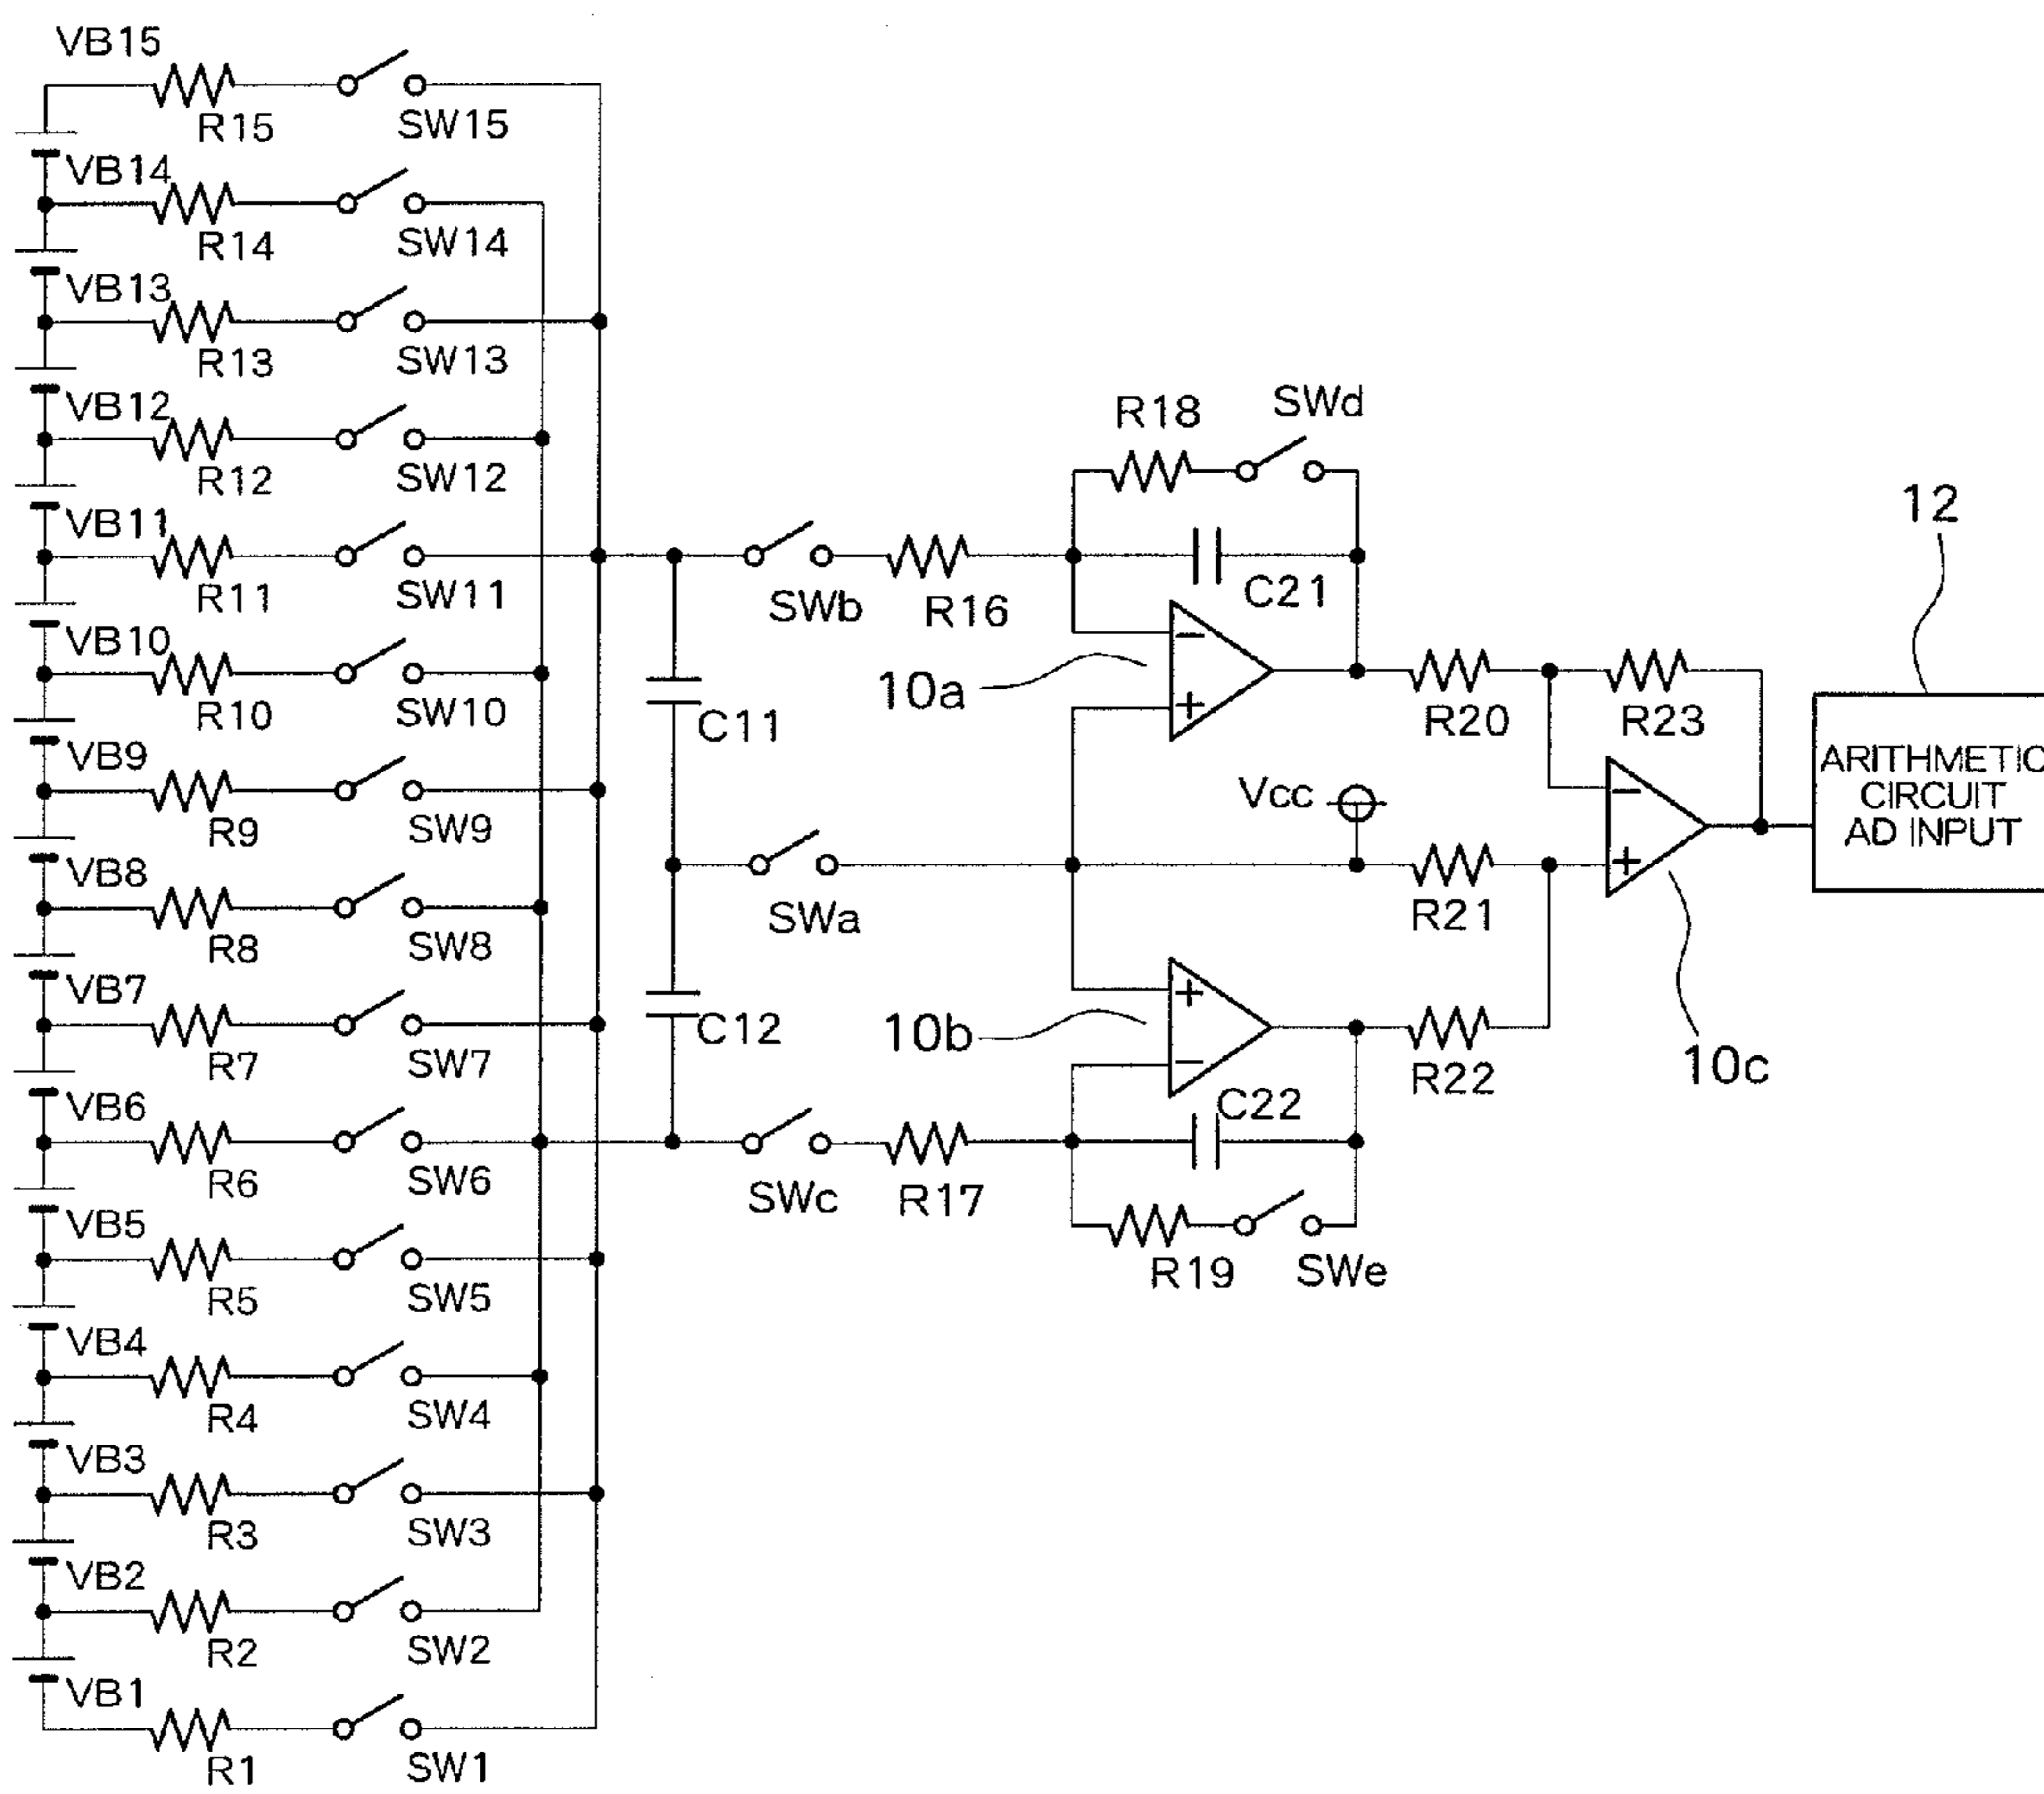 VB15
R15
SW15
VB14
R14
SW14
VB13
R13
SW13
VB12
R12
SW12
VB11
R11
SW11
VB10
R10
SW10
VB9
R9
SW9
VB8
R8
SW8
VB7
R7
SW7
VB6
R6
SW6
VB5
R5
SW5
VB4
R4
SW4
VB3
R3
SW3
VB2
R2
SW2
VB1
R1
SW1
C11
C12
SWb
R16
SWa
SWc
R17
R18
SWd
C21
10a
-
+
Vcc
10b
+
-
C22
R19
SWe
R20
R23
R21
R22
-
+
10c
12
ARITHMETIC
CIRCUIT
AD INPUT